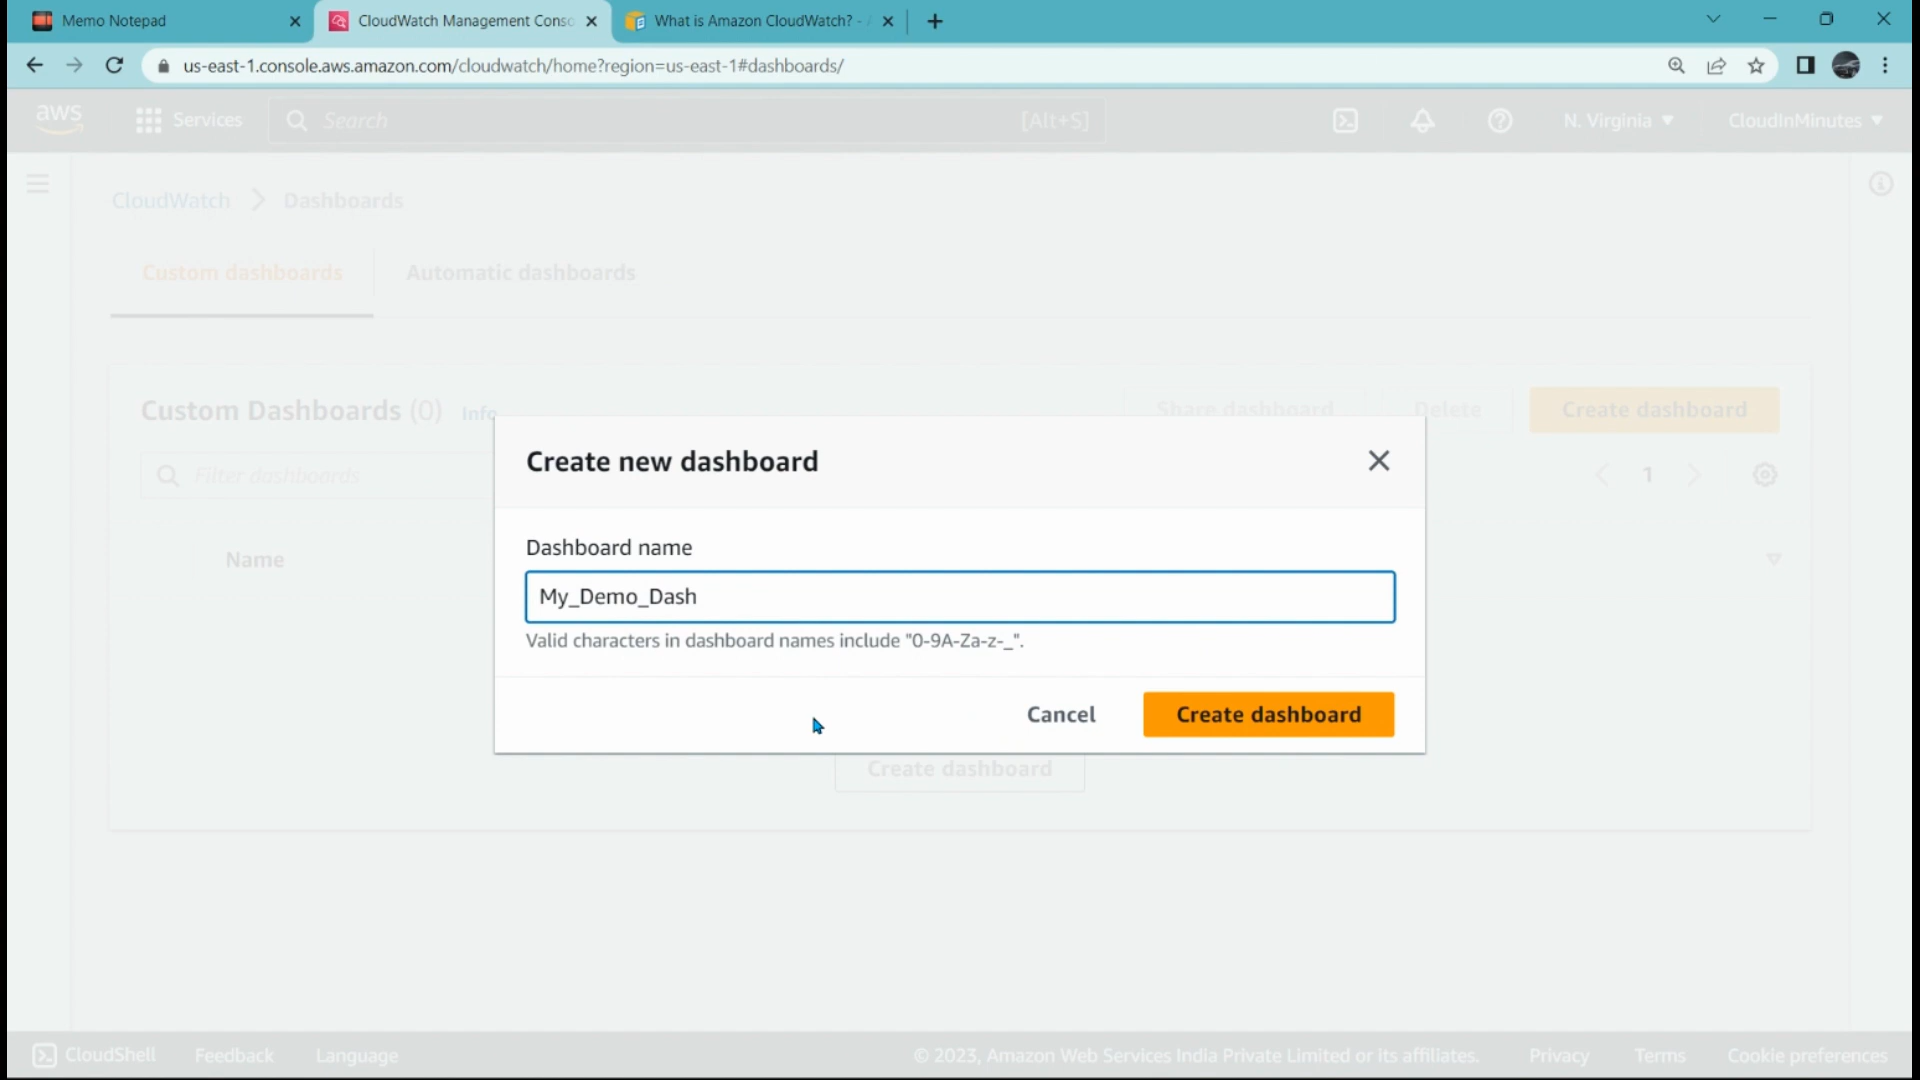 Memo Notepad
CloudWatch Management Conso
What is Amazon CloudWatch? - A
us-east-1.console.aws.amazon.com/cloudwatch/home?region=us-east-1#dashboards/
aws
Services
Search
[Alt+S]
N. Virginia
CloudInMinutes
CloudWatch
Dashboards
Custom dashboards
Automatic dashboards
Custom Dashboards (0)
Info
Share dashboard
Delete
Create dashboard
Filter dashboards
1
Name
Create new dashboard
Dashboard name
My_Demo_Dash
Valid characters in dashboard names include "0-9A-Za-z-_".
Cancel
Create dashboard
Create dashboard
CloudShell
Feedback
Language
© 2023, Amazon Web Services India Private Limited or its affiliates.
Privacy
Terms
Cookie preferences